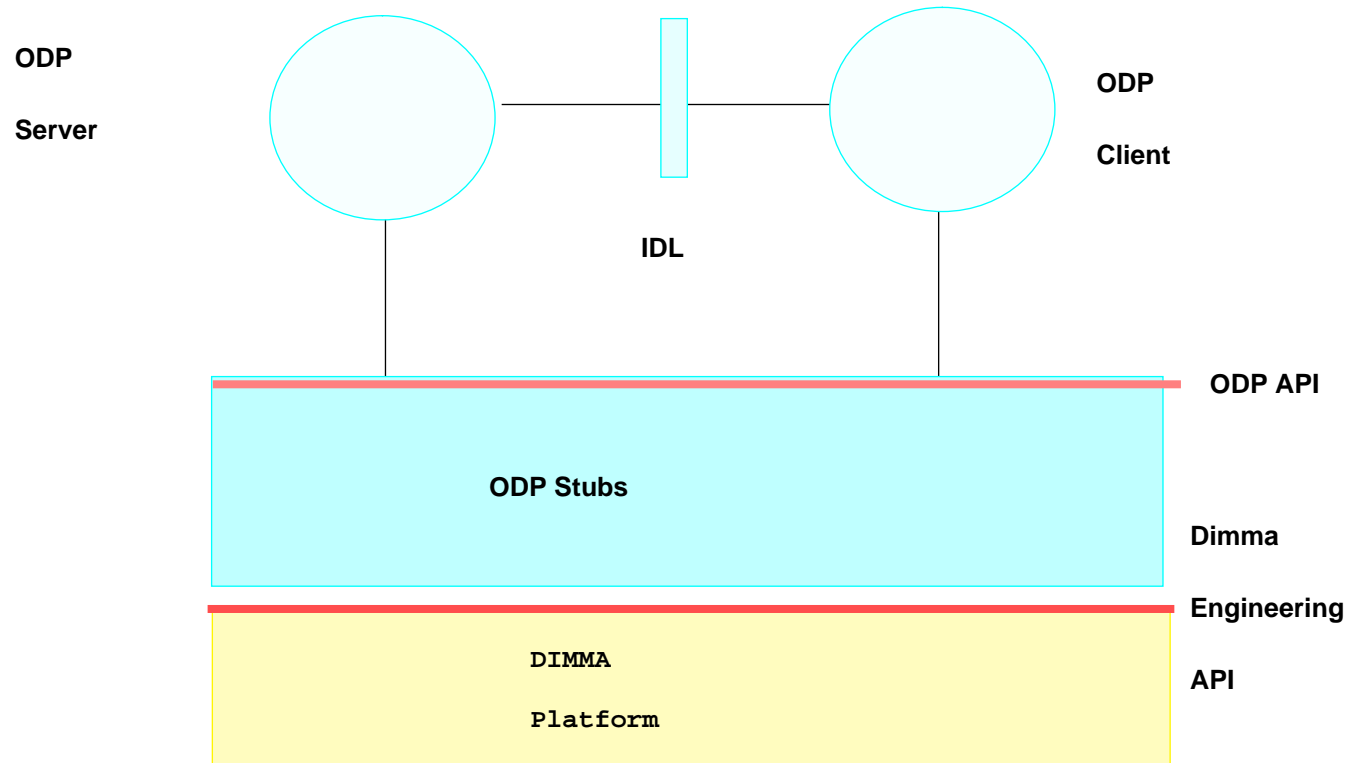 ODP
Server
ODP
Client
IDL
ODP API
ODP Stubs
Dimma
Engineering
API
DIMMA
Platform